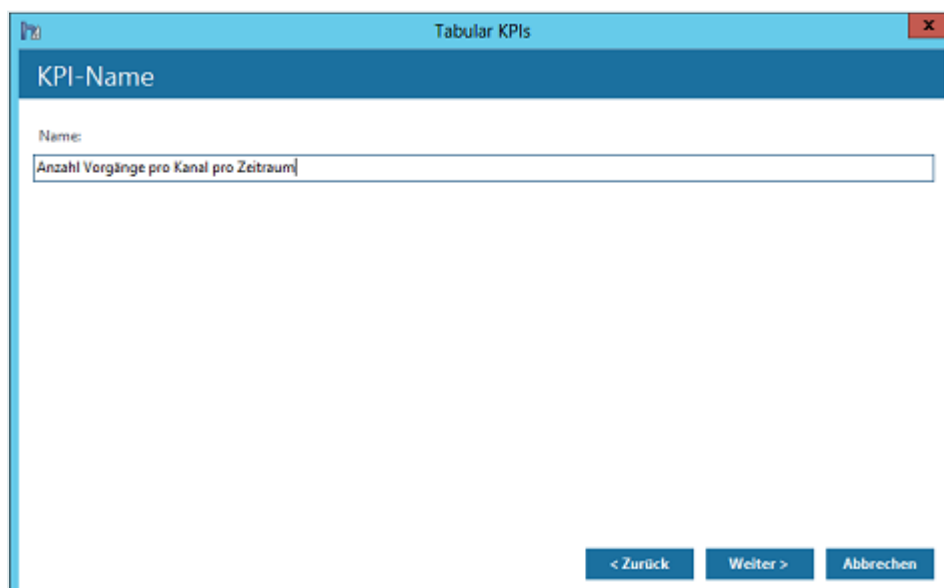 Tabular KPIs
x
KPI-Name
Name:
Anzahl Vorgänge pro Kanal pro Zeitraum
< Zurück
Weiter >
Abbrechen